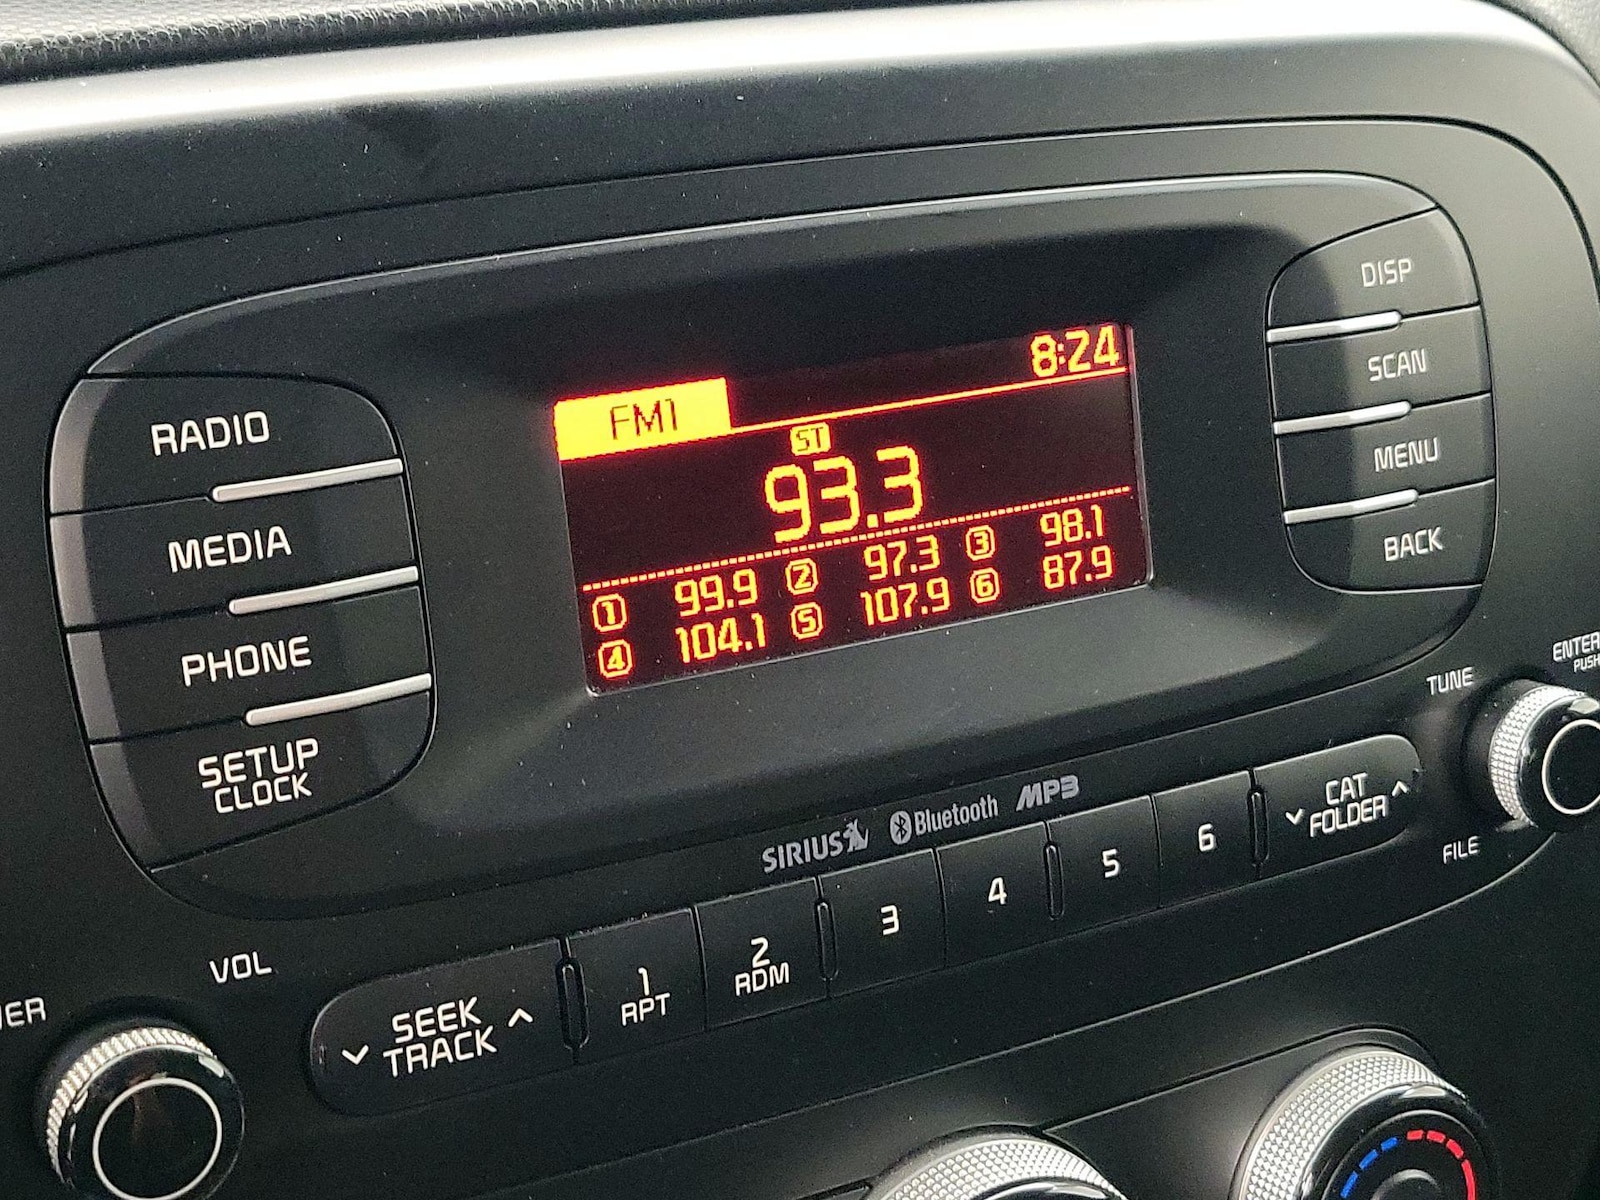 8:24
FM1
ST
93.3
1 99.9 2 97.3 3 98.1
4 104.1 5 107.9 6 87.9
RADIO
MEDIA
PHONE
SETUP
CLOCK
DISP
SCAN
MENU
BACK
TUNE
ENTER
PUSH
FILE
SIRIUS Bluetooth MP3
VOL
SEEK
TRACK
1
RPT
2
RDM
3
4
5
6
CAT
FOLDER